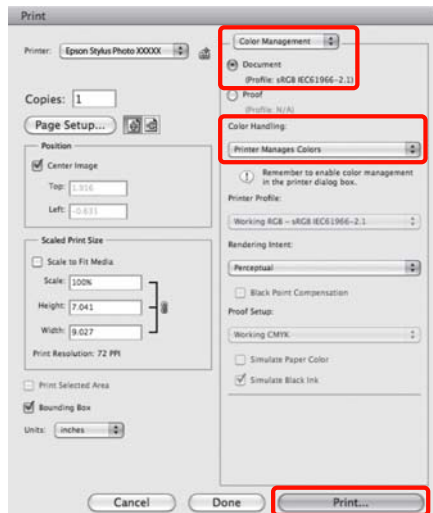 Print
Printer: Epson Stylus Photo XXXXX
Copies: 1
Page Setup...
Position
Center Image
Top: 1.956
Left: -0.635
Scaled Print Size
Scale to Fit Media
Scale: 100%
Height: 7.041
Width: 9.027
Print Resolution: 72 PPI
Print Selected Area
Bounding Box
Units: inches
Color Management
Document
(Profile: sRGB IEC61966-2.1)
Proof
(Profile: N/A)
Color Handling:
Printer Manages Colors
Remember to enable color management
in the printer dialog box.
Printer Profile:
Working RGB - sRGB IEC61966-2.1
Rendering Intent:
Perceptual
Black Point Compensation
Proof Setup:
Working CMYK
Simulate Paper Color
Simulate Black Ink
Cancel
Done
Print...